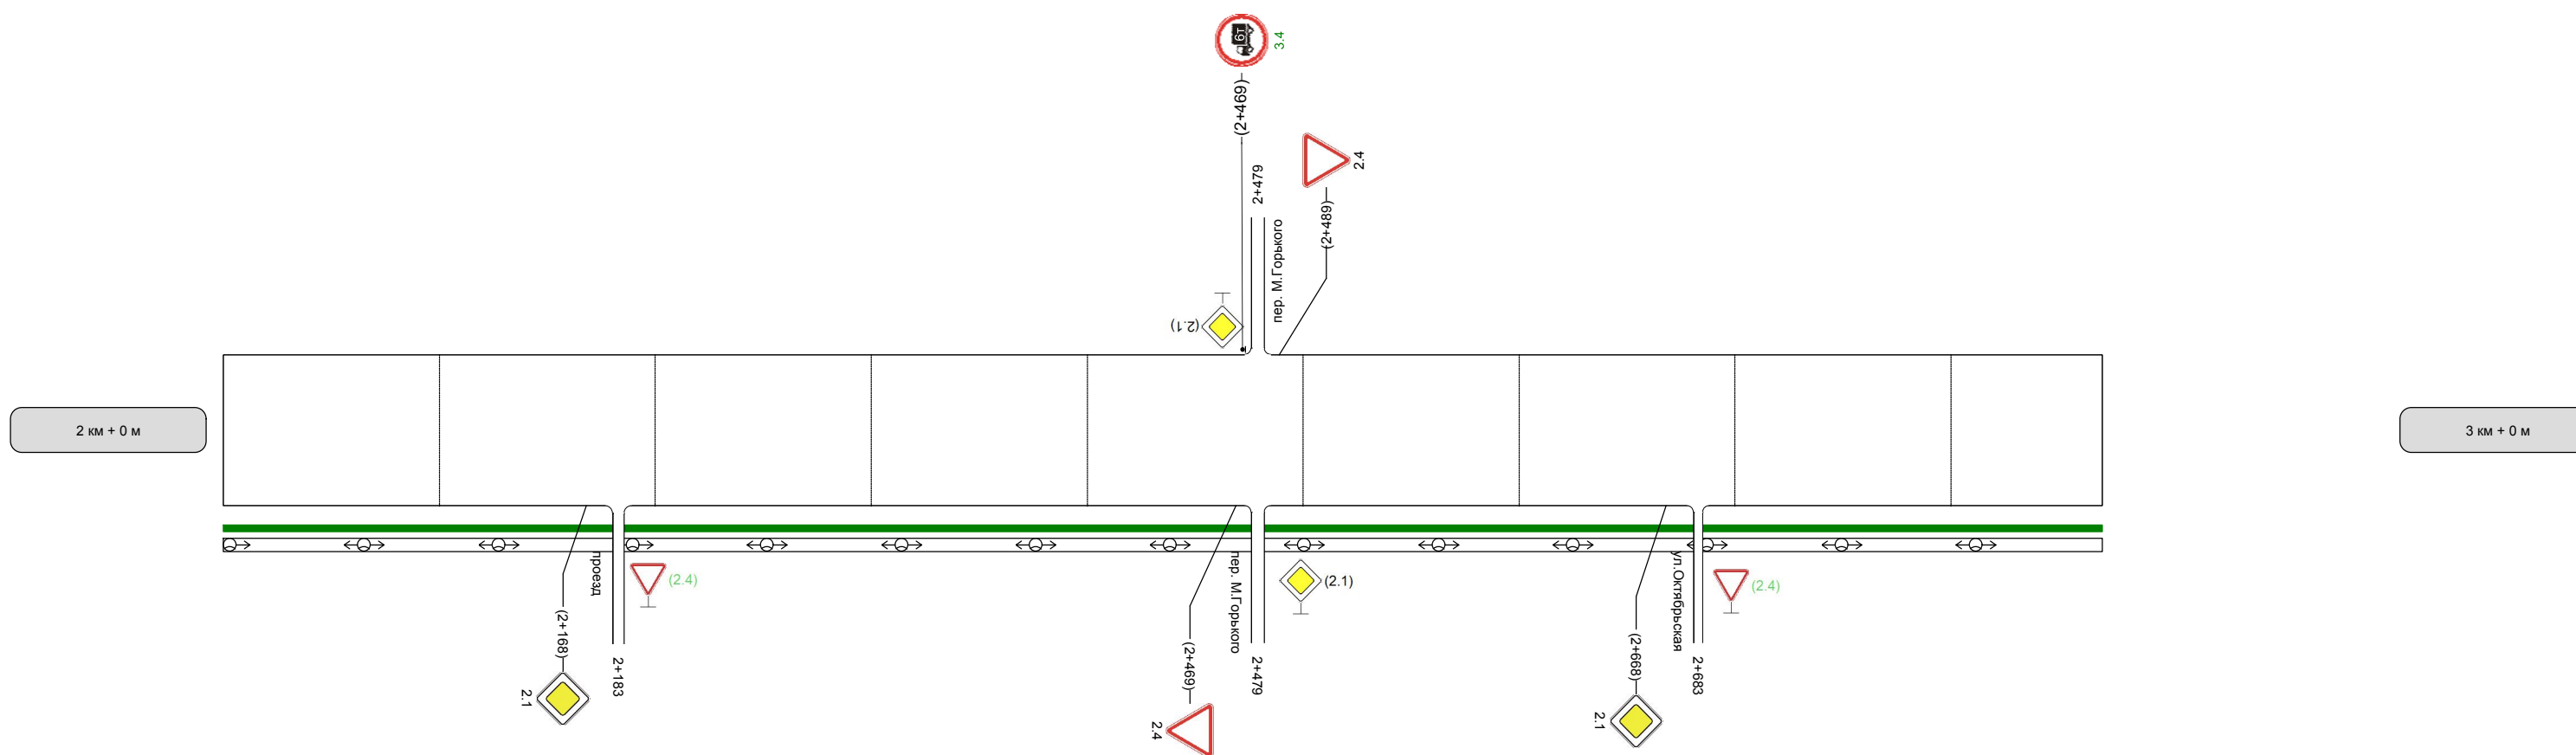 6т
3.4
(2+469)
2.4
2+479
(2+489)
пер. М.Горького
(2.1)
2 км + 0 м
3 км + 0 м
проезд
(2.4)
пер. М.Горького
(2.1)
ул.Октябрьская
(2.4)
(2+168)
2+183
(2+469)
2+479
(2+668)
2+683
2.1
2.4
2.1